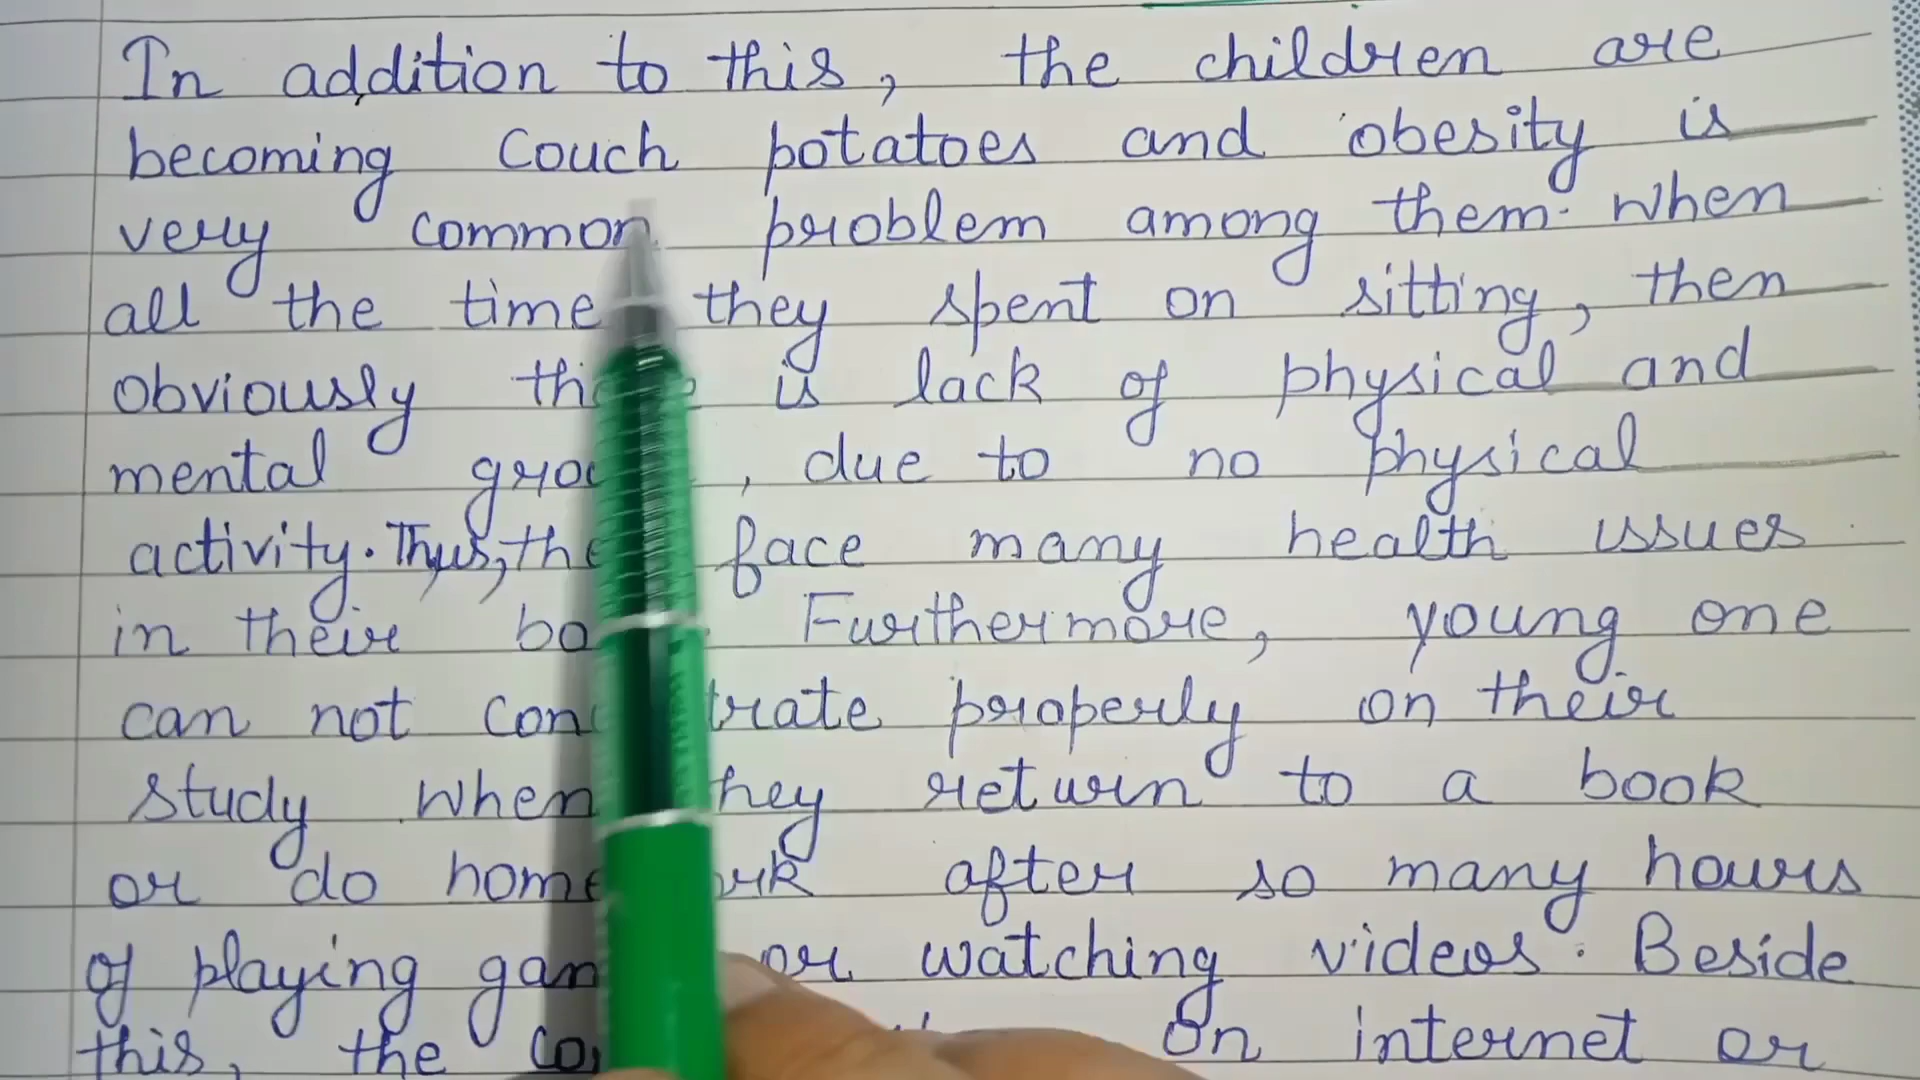 In addition to this, the children are
becoming couch potatoes and obesity is
very common problem among them. When
all the time they spent on sitting, then
obviously is lack of physical and
mental , due to no physical
activity. Thus, face many health issues
in their Furthermore, young one
can not properly on their
study when they return to a book
or do homework after so many hours
of playing or watching videos. Beside
this, the on internet or